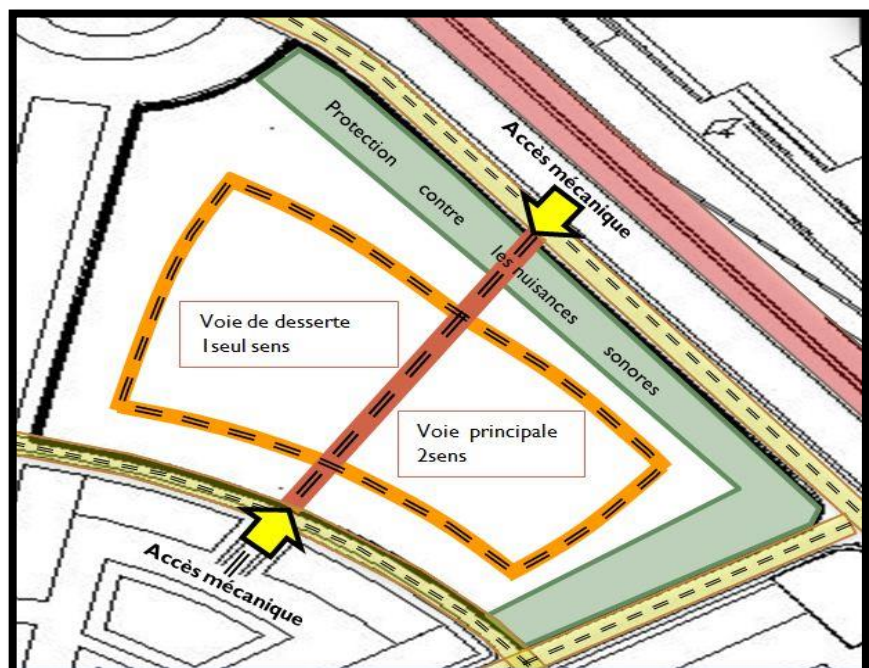 Protection contre les nuisances sonores
Accès mécanique
Voie de desserte
1seul sens
Voie principale
2sens
Accès mécanique